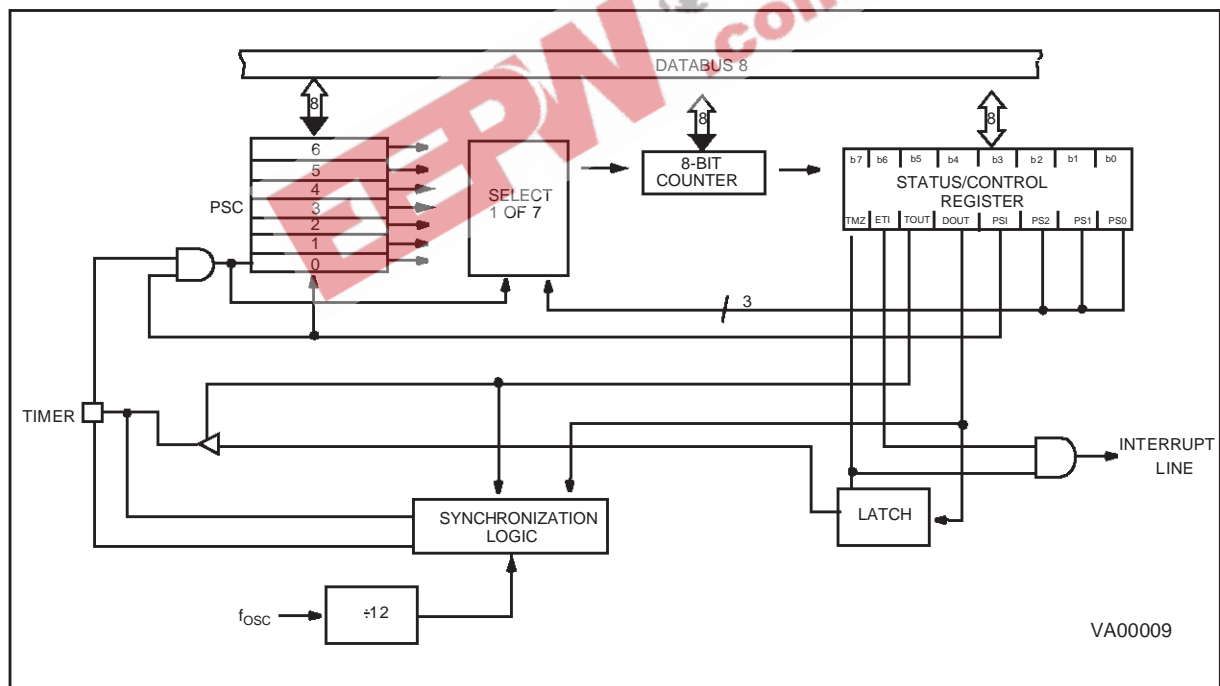 DATABUS 8
8
8
8
6
5
4
3
2
1
0
PSC
SELECT
1 OF 7
8-BIT
COUNTER
b7 b6 b5 b4 b3 b2 b1 b0
STATUS/CONTROL
REGISTER
TMZ ETI TOUT DOUT PSI PS2 PS1 PS0
3
TIMER
INTERRUPT
LINE
LATCH
SYNCHRONIZATION
LOGIC
fOSC
÷12
VA00009
EEPW.com